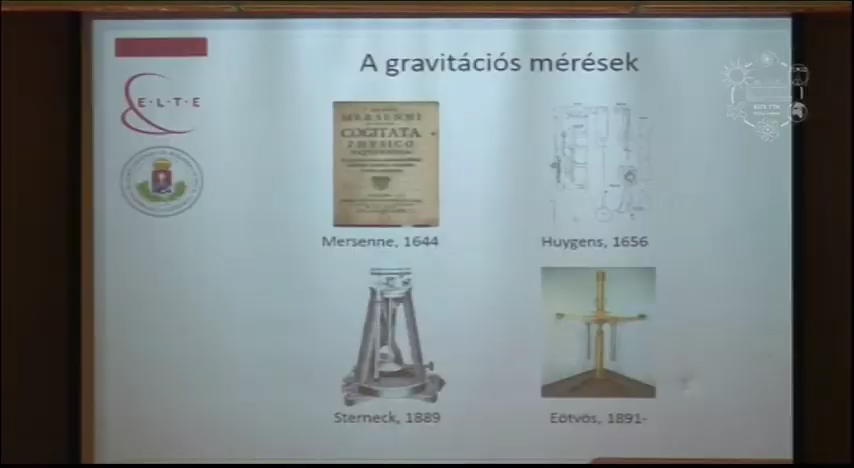 A gravitációs mérések
E·L·T·E
MERSENNI
COGITATA
PHYSICO
Mersenne, 1644
Huygens, 1656
Sterneck, 1889
Eötvös, 1891-